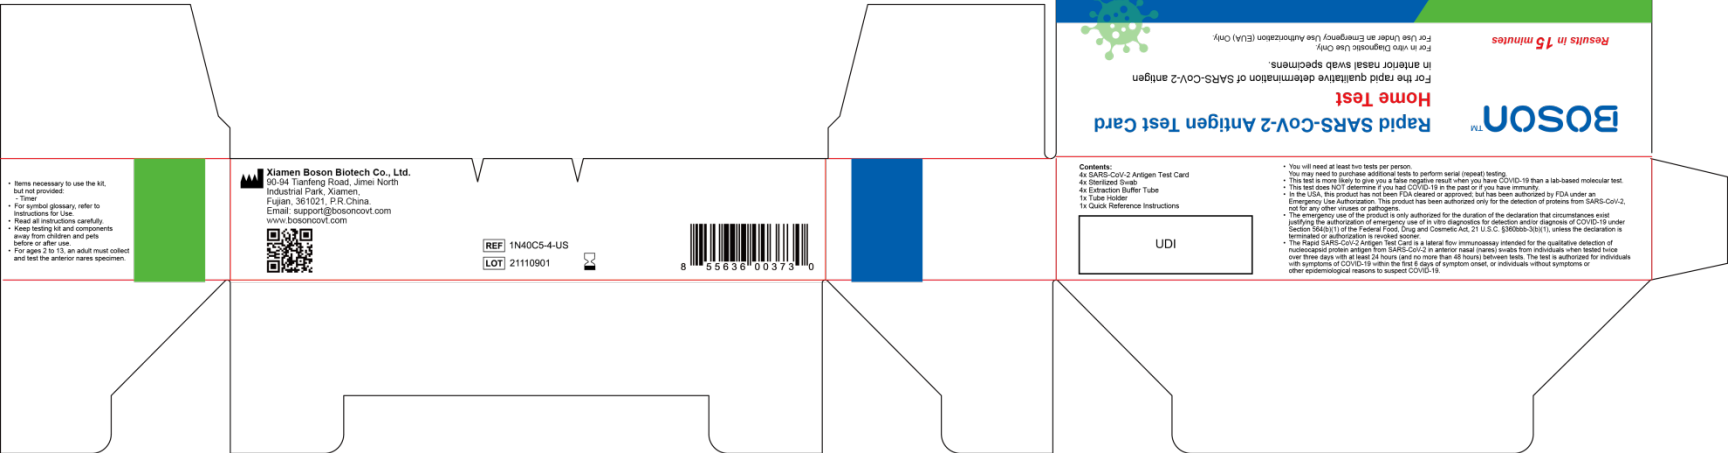 Results in 15 minutes
BOSON™
Rapid SARS-CoV-2 Antigen Test Card
Home Test
For the rapid qualitative determination of SARS-CoV-2 antigen
in anterior nasal swab specimens.
For in vitro Diagnostic Use Only.
For Use Under an Emergency Use Authorization (EUA) Only.
• Items necessary to use the kit,
but not provided:
- Timer
• For symbol glossary, refer to
Instructions for Use.
• Read all instructions carefully.
• Keep testing kit and components
away from children and pets
before or after use.
• For ages 2 to 13, an adult must collect
and test the anterior nares specimen.
Xiamen Boson Biotech Co., Ltd.
90-94 Tianfeng Road, Jimei North
Industrial Park, Xiamen,
Fujian, 361021, P.R.China.
Email: support@bosoncovt.com
www.bosoncovt.com
REF 1N40C5-4-US
LOT 21110901
8 55636 00373 0
Contents:
4x SARS-CoV-2 Antigen Test Card
4x Sterilized Swab
4x Extraction Buffer Tube
1x Tube Holder
1x Quick Reference Instructions
UDI
• You will need at least two tests per person.
You may need to purchase additional tests to perform serial (repeat) testing.
• This test is more likely to give you a false negative result when you have COVID-19 than a lab-based molecular test.
• This test does NOT determine if you had COVID-19 in the past or if you have immunity.
• In the USA, this product has not been FDA cleared or approved; but has been authorized by FDA under an
Emergency Use Authorization. This product has been authorized only for the detection of proteins from SARS-CoV-2,
not for any other viruses or pathogens.
• The emergency use of the product is only authorized for the duration of the declaration that circumstances exist
justifying the authorization of emergency use of in vitro diagnostics for detection and/or diagnosis of COVID-19 under
Section 564(b)(1) of the Federal Food, Drug and Cosmetic Act, 21 U.S.C. §360bbb-3(b)(1), unless the declaration is
terminated or authorization is revoked sooner.
• The Rapid SARS-CoV-2 Antigen Test Card is a lateral flow immunoassay intended for the qualitative detection of
nucleocapsid protein antigen from SARS-CoV-2 in anterior nasal (nares) swabs from individuals when tested twice
over three days with at least 24 hours (and no more than 48 hours) between tests. The test is authorized for individuals
with symptoms of COVID-19 within the first 6 days of symptom onset, or individuals without symptoms or
other epidemiological reasons to suspect COVID-19.